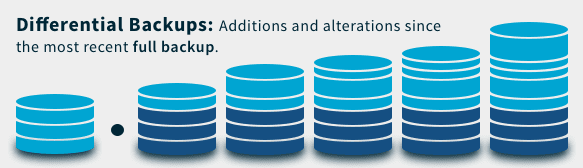 Differential Backups: Additions and alterations since
the most recent full backup.